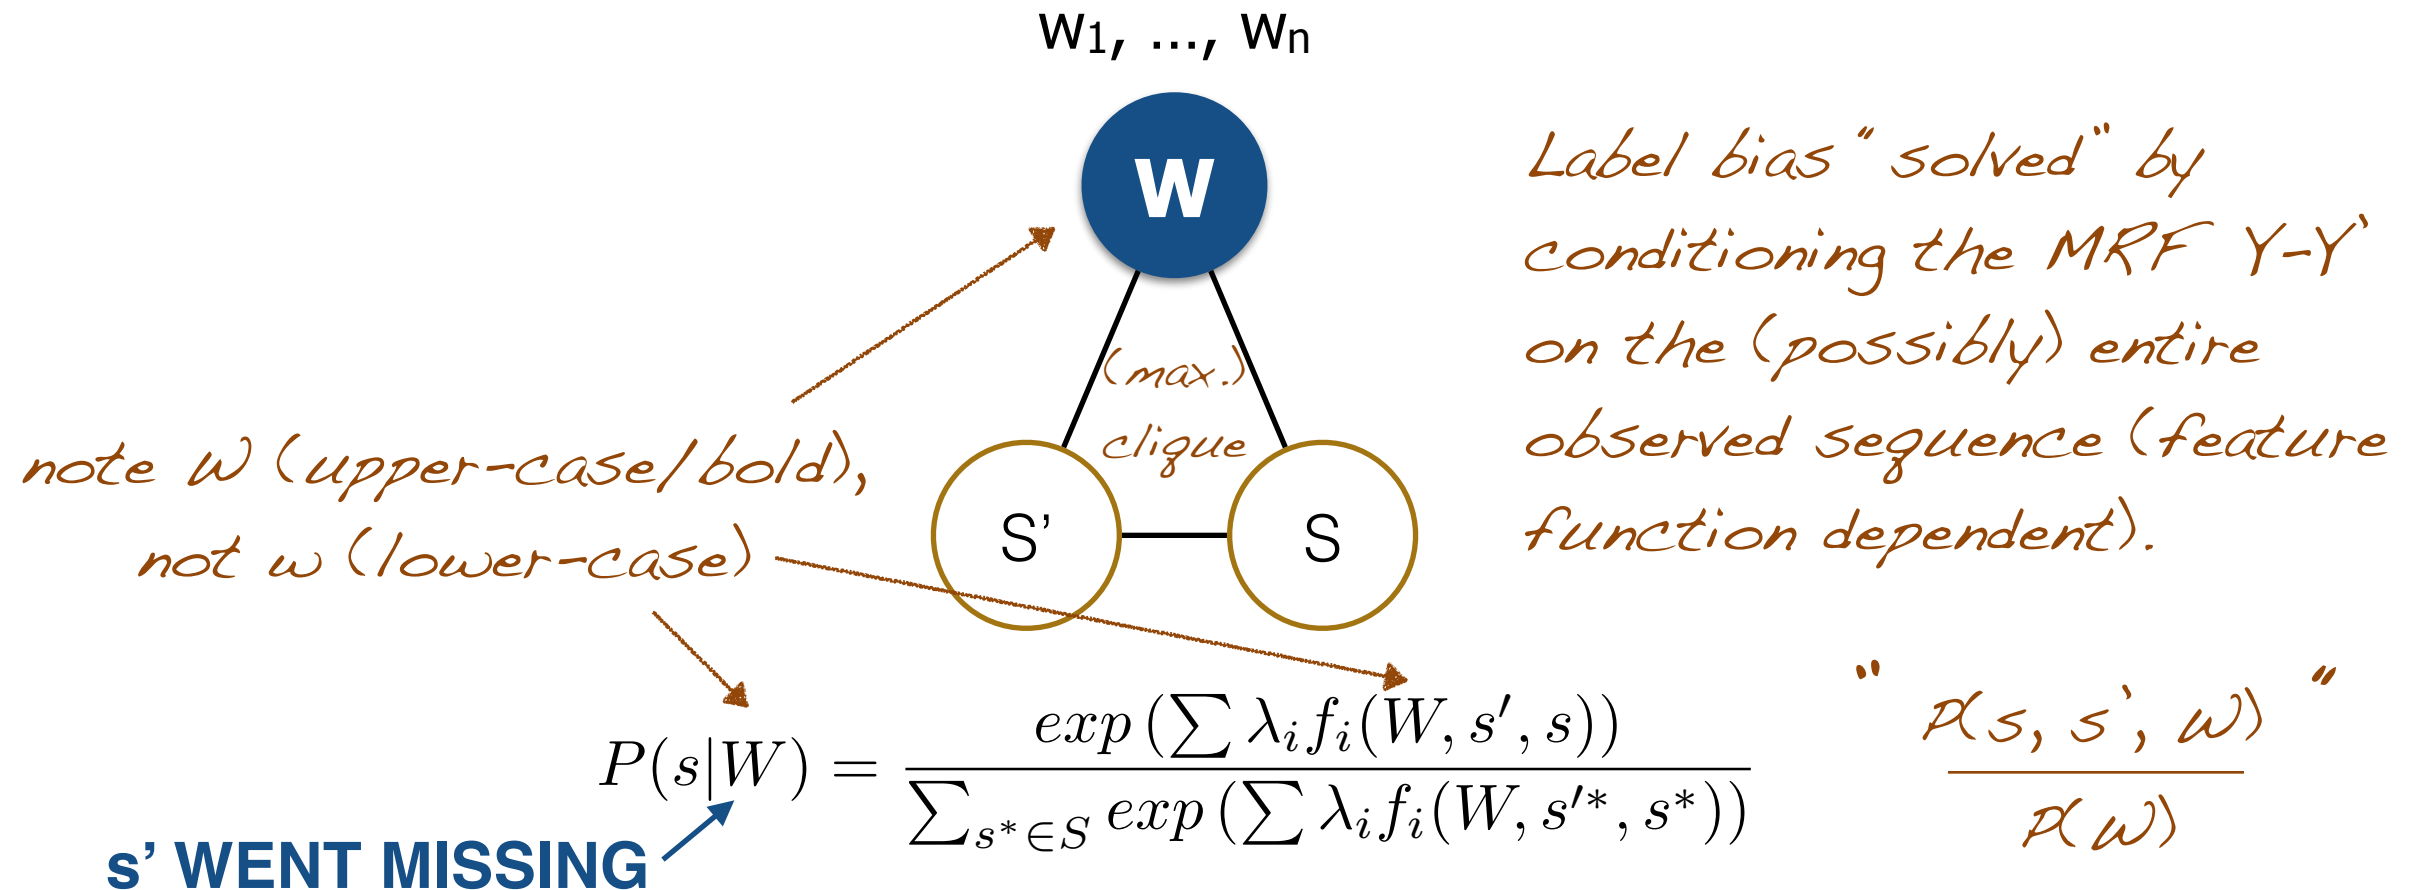 w₁, ..., wₙ
W
Label bias "solved" by
conditioning the MRF Y-Y'
on the (possibly) entire
observed sequence (feature
function dependent).
(max.)
clique
note W (upper-case/bold),
not w (lower-case)
S' S
P(s|W) = exp(∑ λᵢfᵢ(W, s′, s)) / ∑_{s*∈S} exp(∑ λᵢfᵢ(W, s′*, s*))
" P(s, s', W) "
P(W)
s' WENT MISSING